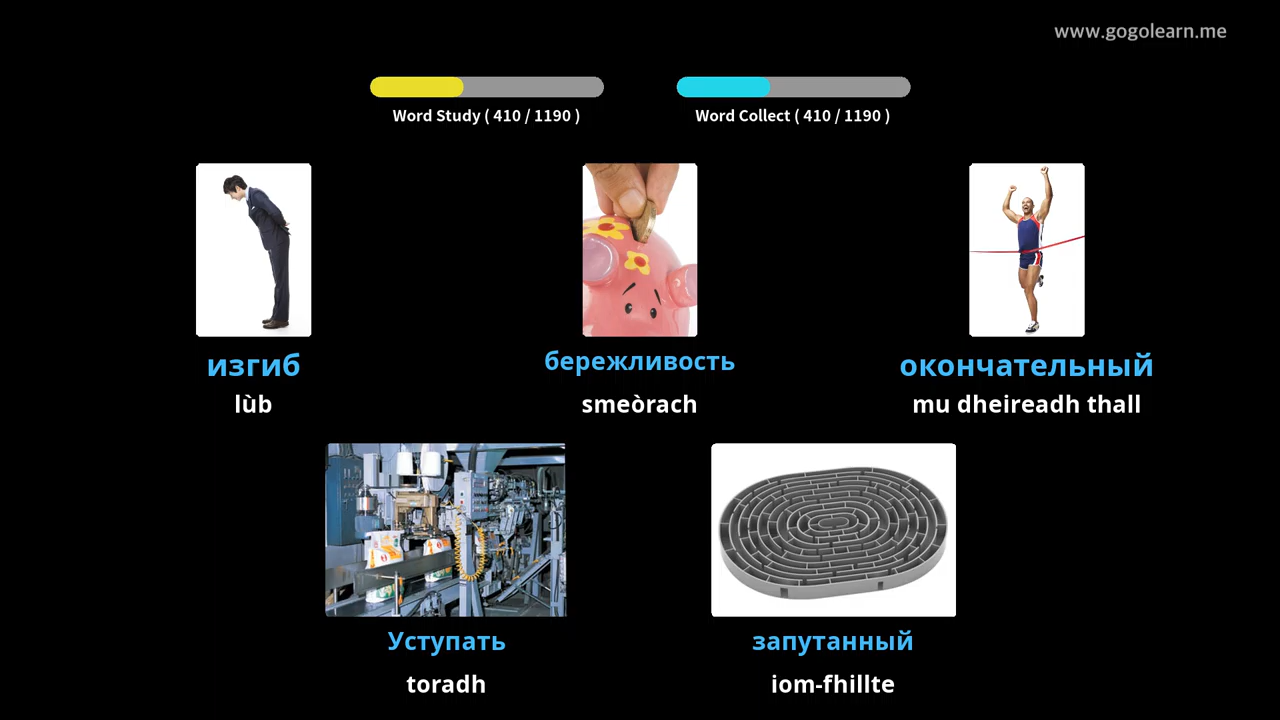 www.gogolearn.me
Word Study ( 410 / 1190 )
Word Collect ( 410 / 1190 )
изгиб
бережливость
окончательный
lùb
smeòrach
mu dheireadh thall
Уступать
запутанный
toradh
iom-fhillte